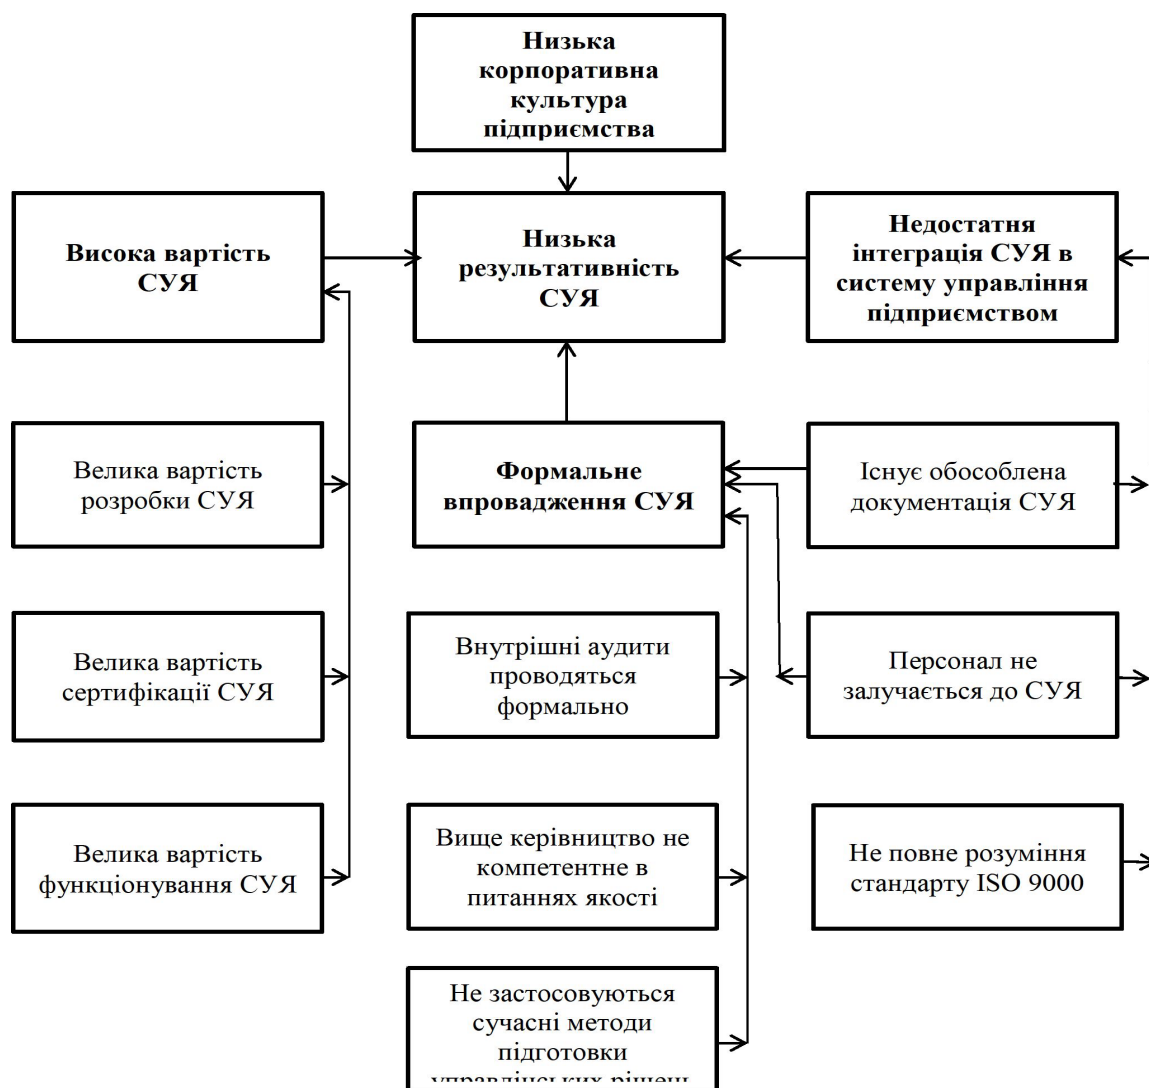 Низька
корпоративна
культура
підприємства
Висока вартість
СУЯ
Низька
результативність
СУЯ
Недостатня
інтеграція СУЯ в
систему управління
підприємством
Велика вартість
розробки СУЯ
Формальне
впровадження СУЯ
Існує обособлена
документація СУЯ
Велика вартість
сертифікації СУЯ
Внутрішні аудити
проводяться
формально
Персонал не
залучається до СУЯ
Велика вартість
функціонування СУЯ
Вище керівництво не
компетентне в
питаннях якості
Не повне розуміння
стандарту ISO 9000
Не застосовуються
сучасні методи
підготовки
управлінських рішень